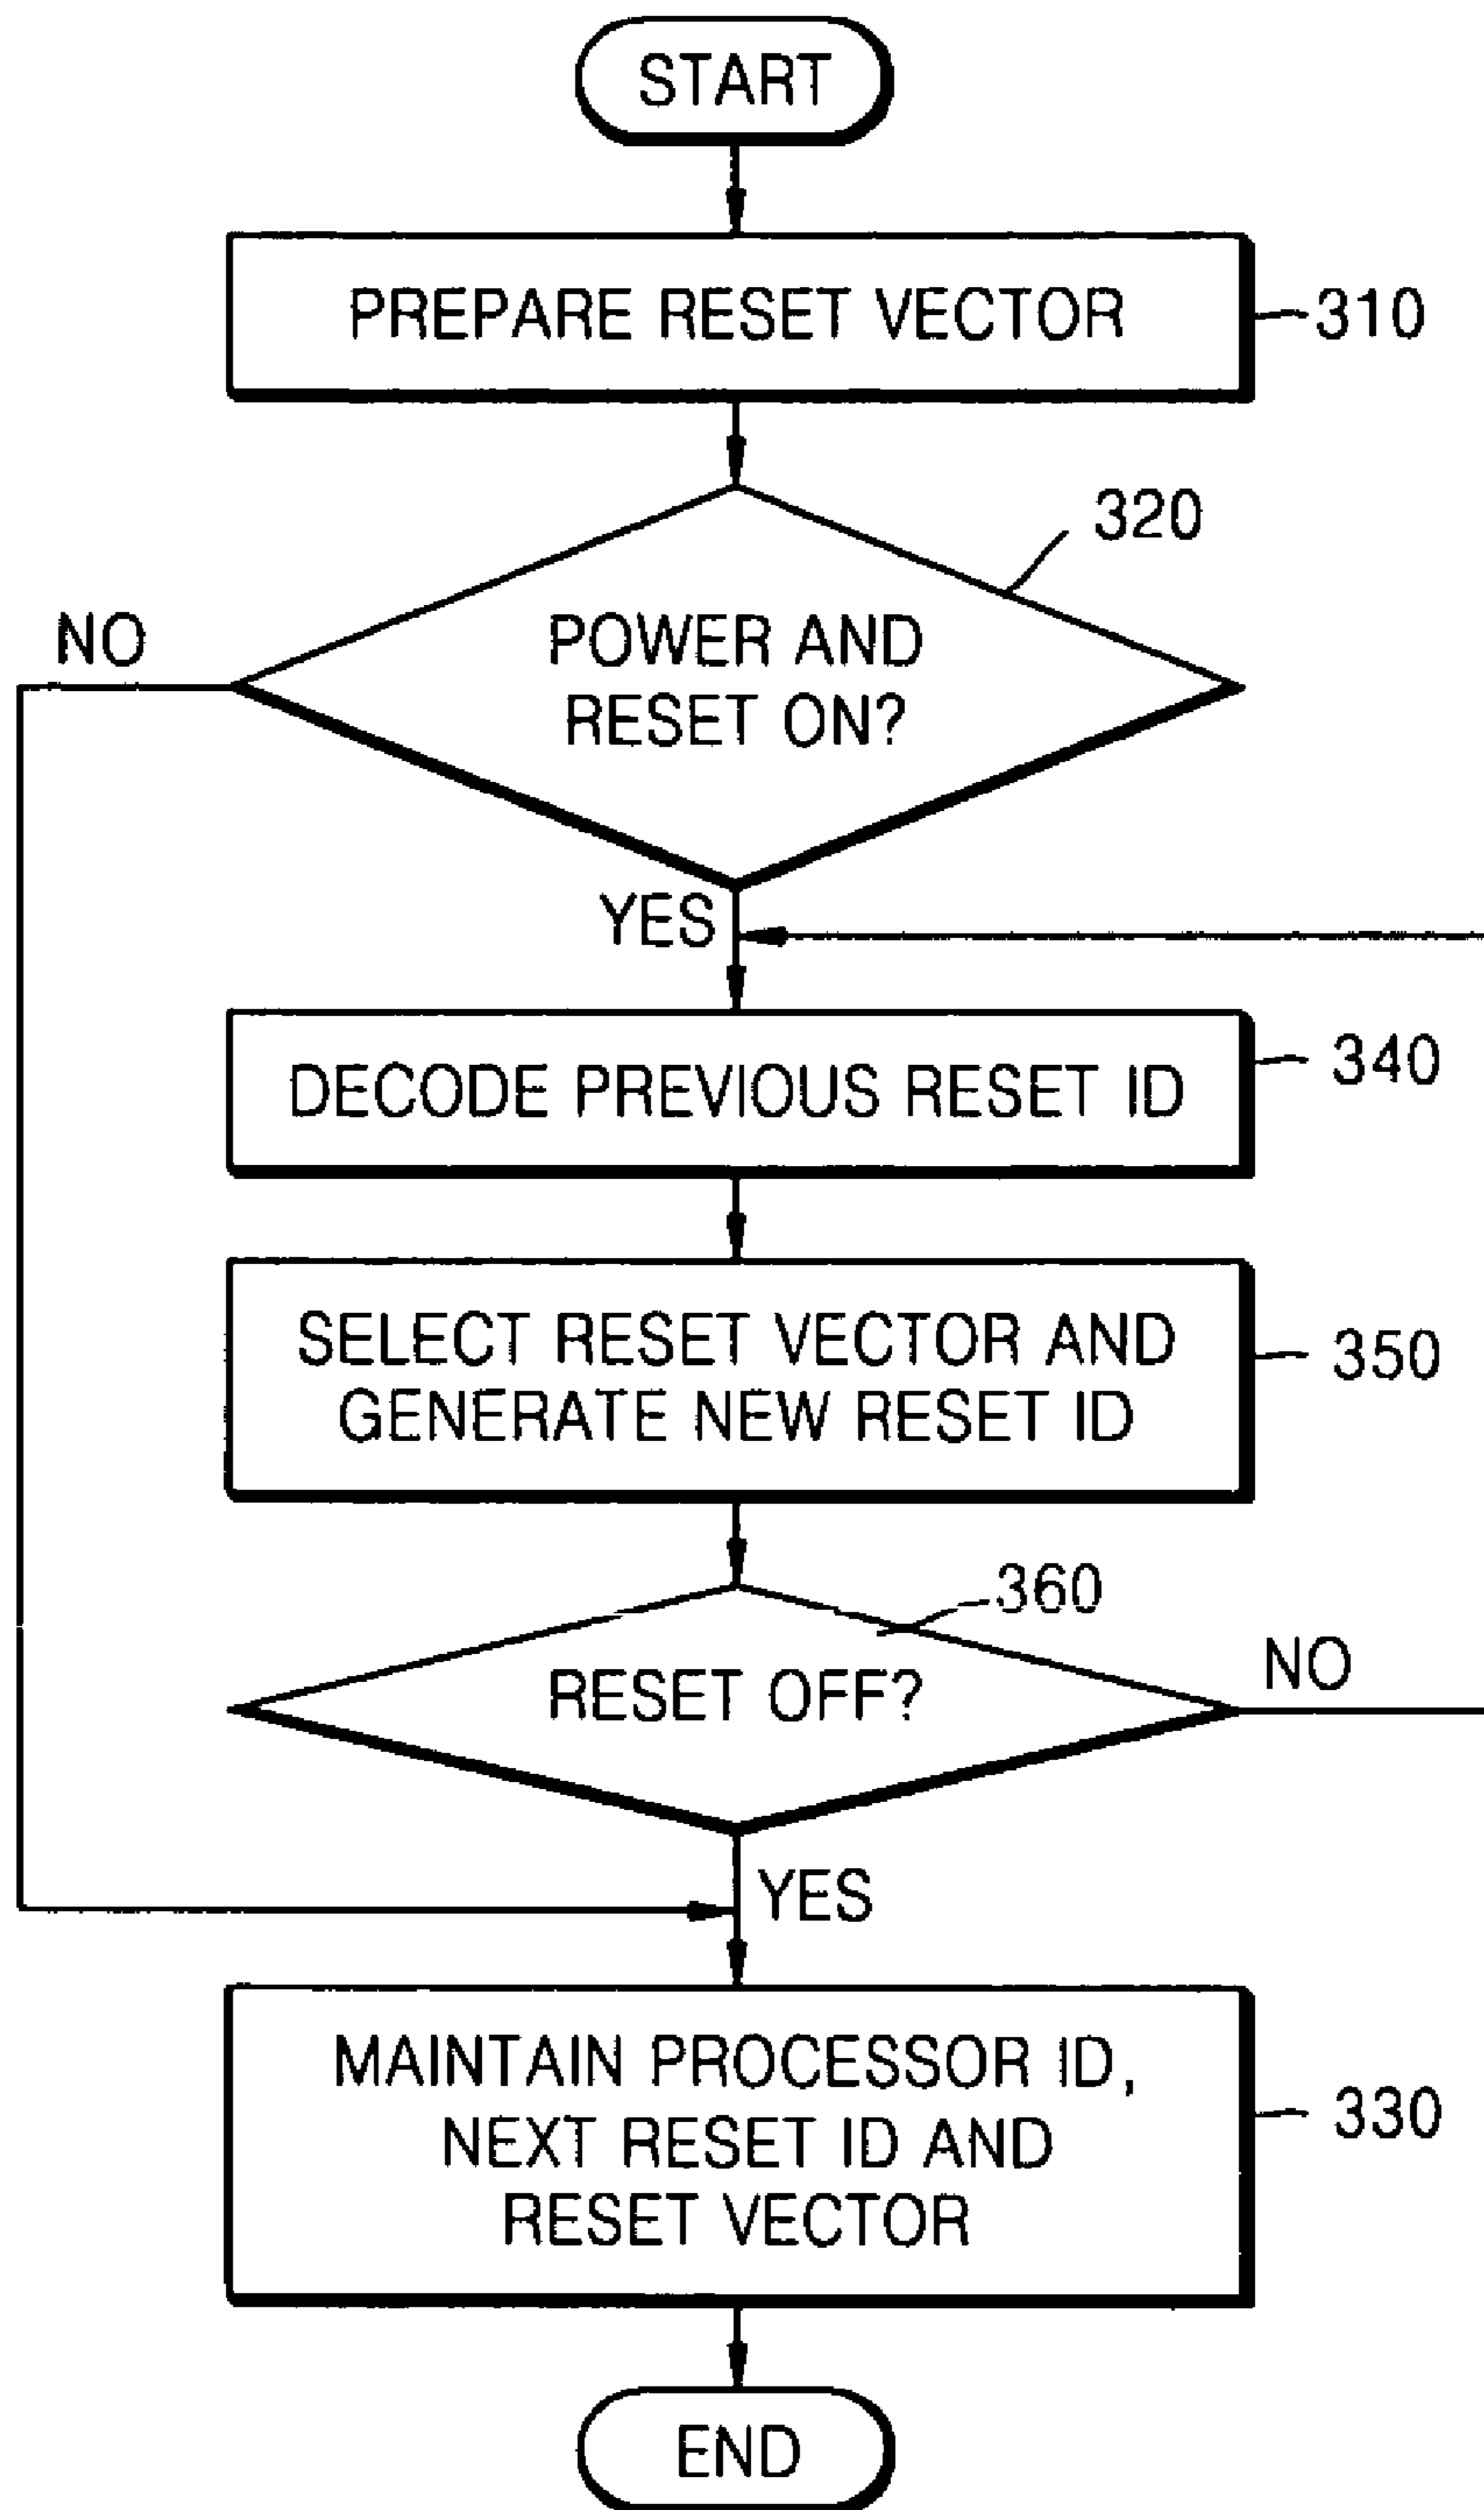 START
PREPARE RESET VECTOR
310
320
NO
POWER AND
RESET ON?
YES
DECODE PREVIOUS RESET ID
340
SELECT RESET VECTOR AND
GENERATE NEW RESET ID
350
360
RESET OFF?
NO
YES
MAINTAIN PROCESSOR ID,
NEXT RESET ID AND
RESET VECTOR
330
END